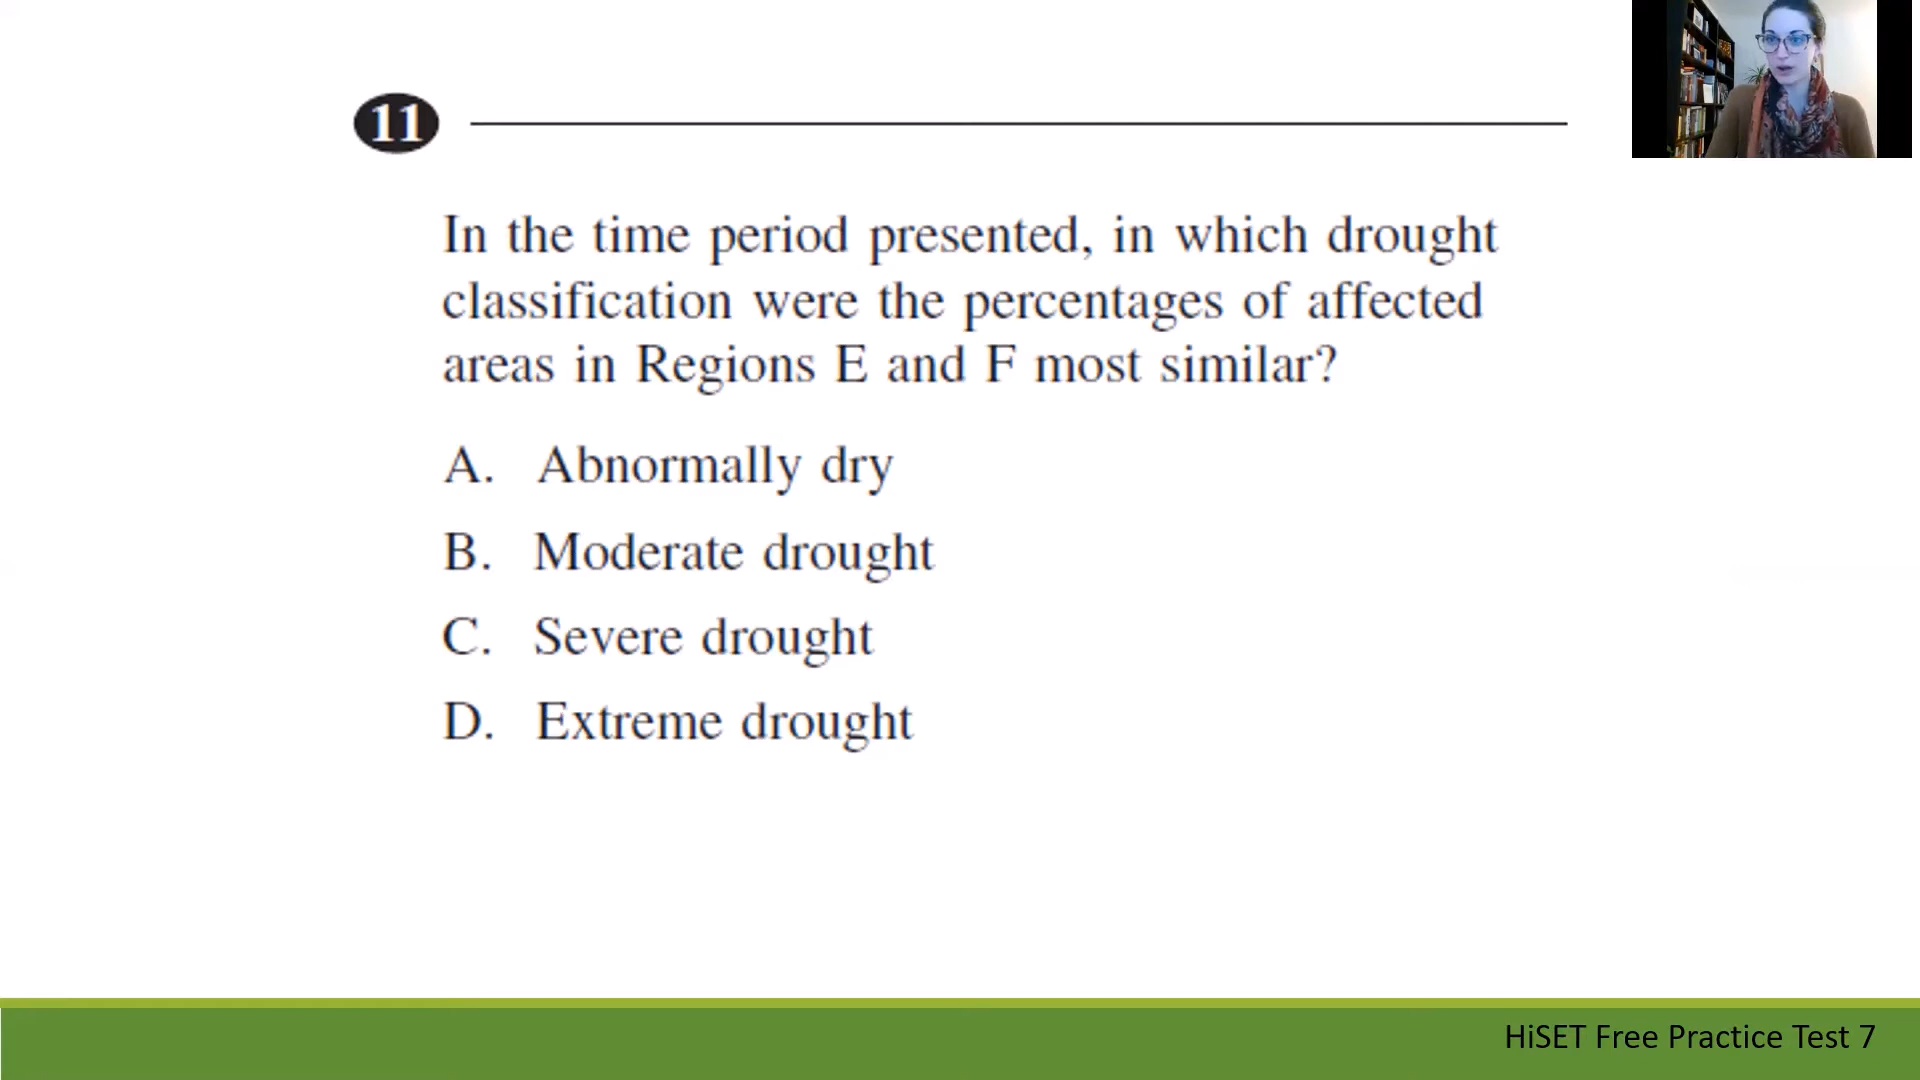 11
In the time period presented, in which drought
classification were the percentages of affected
areas in Regions E and F most similar?
A. Abnormally dry
B. Moderate drought
C. Severe drought
D. Extreme drought
HiSET Free Practice Test 7